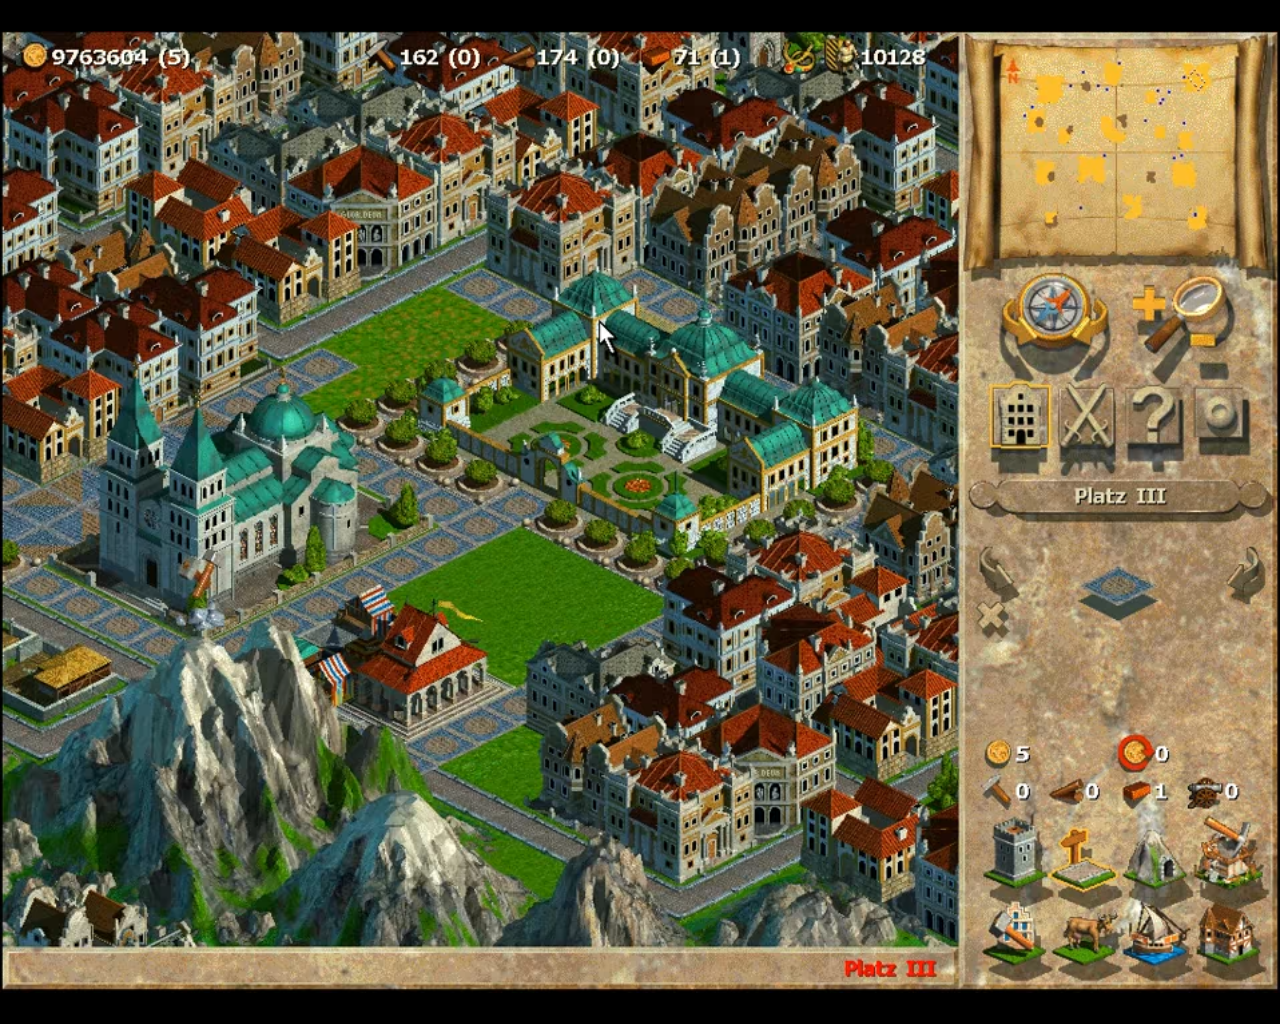 9763604 (5) 162 (0) 174 (0) 71 (1) 10128
N
Platz III
5 0
0 0 1 0
Platz III